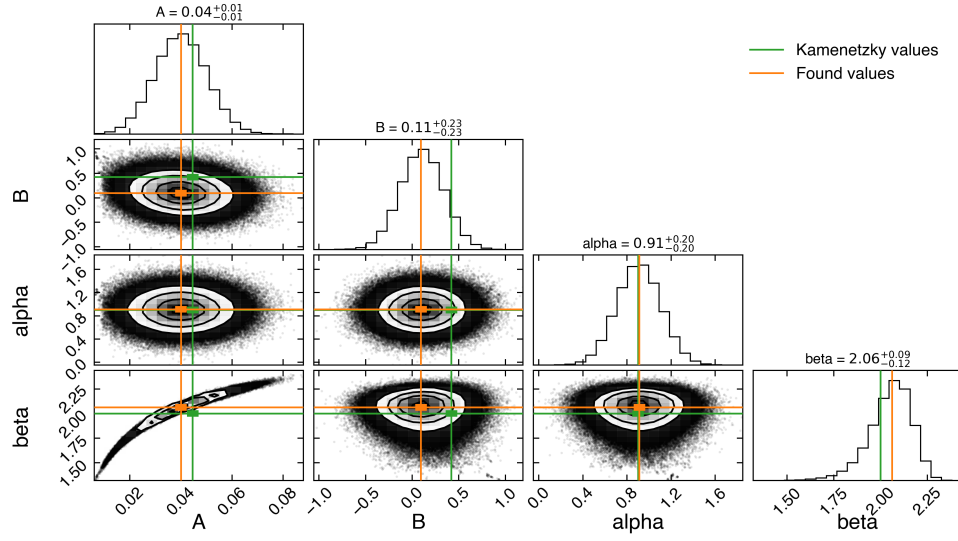 A = 0.04 +0.01 −0.01
Kamenetzky values
Found values
B = 0.11 +0.23 −0.23
1.0
0.5
0.0
−0.5
−1.0
B
alpha = 0.91 +0.20 −0.20
1.6
1.2
0.8
0.4
0.0
alpha
beta = 2.06 +0.09 −0.12
2.25
2.00
1.75
1.50
beta
0.02 0.04 0.06 0.08
−1.0 −0.5 0.0 0.5 1.0
0.0 0.4 0.8 1.2 1.6
1.50 1.75 2.00 2.25
A B alpha beta